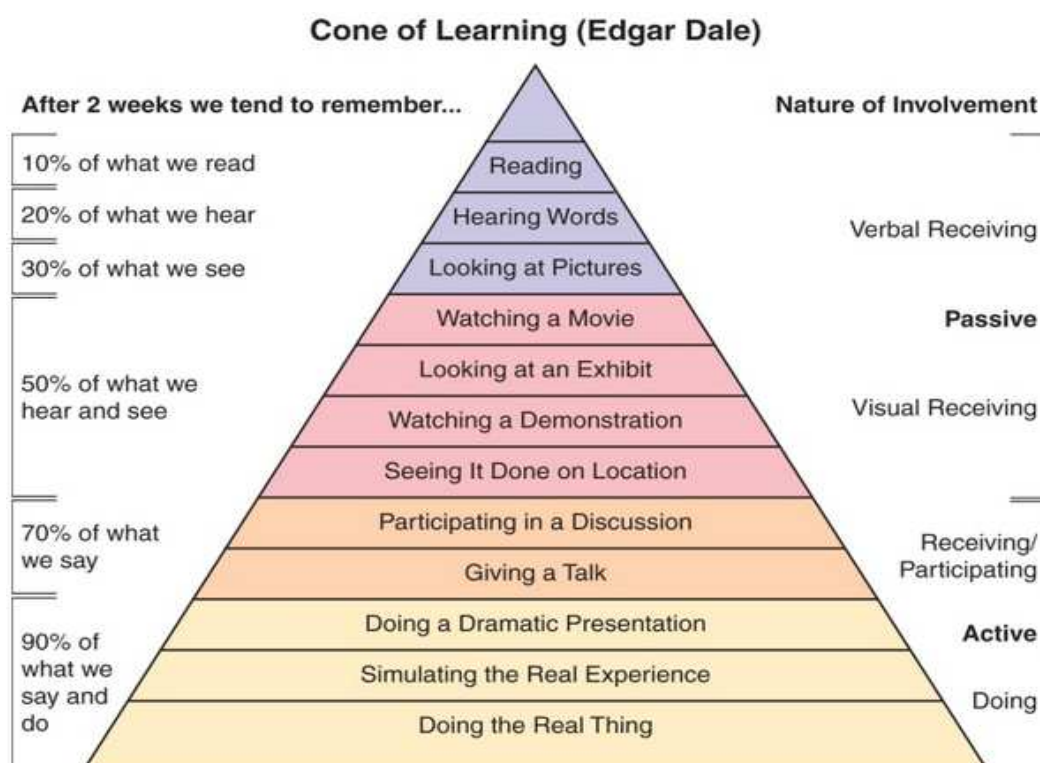 Cone of Learning (Edgar Dale)
After 2 weeks we tend to remember...
10% of what we read
20% of what we hear
30% of what we see
50% of what we
hear and see
70% of what
we say
90% of
what we
say and
do
Reading
Hearing Words
Looking at Pictures
Watching a Movie
Looking at an Exhibit
Watching a Demonstration
Seeing It Done on Location
Participating in a Discussion
Giving a Talk
Doing a Dramatic Presentation
Simulating the Real Experience
Doing the Real Thing
Nature of Involvement
Verbal Receiving
Passive
Visual Receiving
Receiving/
Participating
Active
Doing